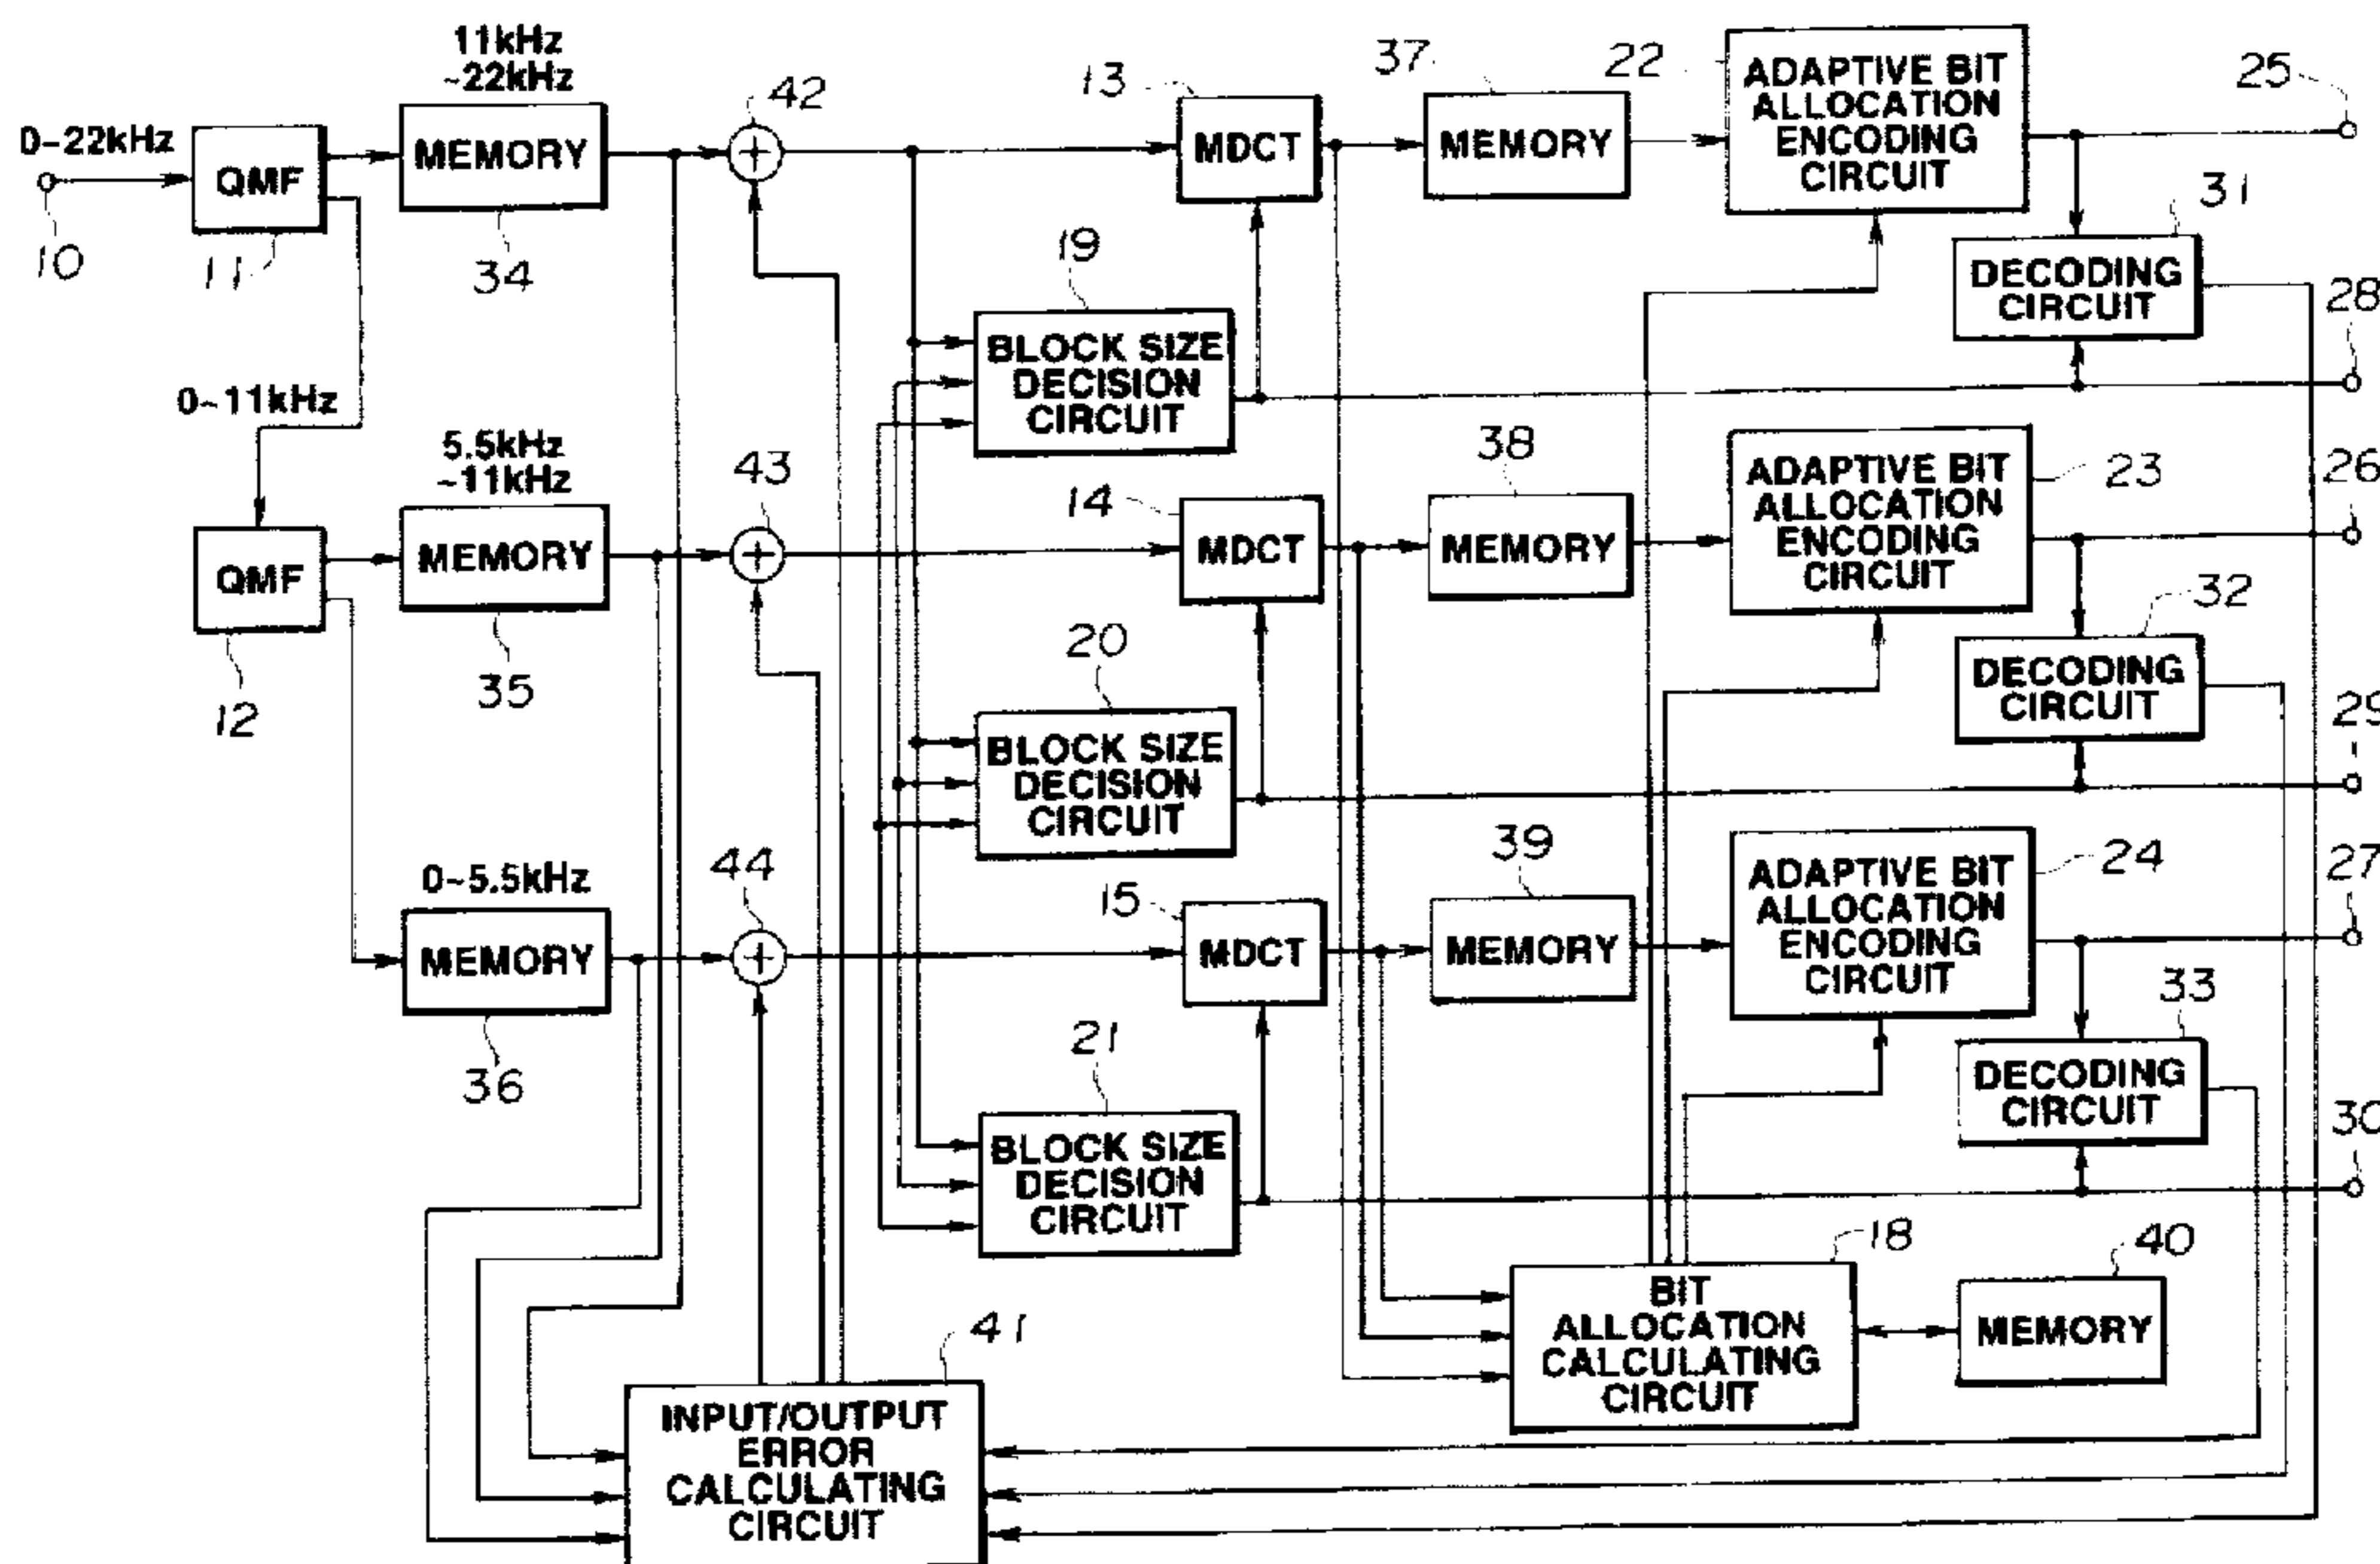 11kHz
~22kHz
0~22kHz
10
QMF
11
MEMORY
34
42
13
MDCT
37
MEMORY
22
ADAPTIVE BIT
ALLOCATION
ENCODING
CIRCUIT
25
31
DECODING
CIRCUIT
28
19
BLOCK SIZE
DECISION
CIRCUIT
0~11kHz
5.5kHz
~11kHz
QMF
12
MEMORY
35
43
14
MDCT
38
MEMORY
ADAPTIVE BIT
ALLOCATION
ENCODING
CIRCUIT
23
26
32
DECODING
CIRCUIT
29
20
BLOCK SIZE
DECISION
CIRCUIT
0~5.5kHz
MEMORY
36
44
15
MDCT
39
MEMORY
ADAPTIVE BIT
ALLOCATION
ENCODING
CIRCUIT
24
27
33
DECODING
CIRCUIT
30
21
BLOCK SIZE
DECISION
CIRCUIT
18
BIT
ALLOCATION
CALCULATING
CIRCUIT
40
MEMORY
41
INPUT/OUTPUT
ERROR
CALCULATING
CIRCUIT